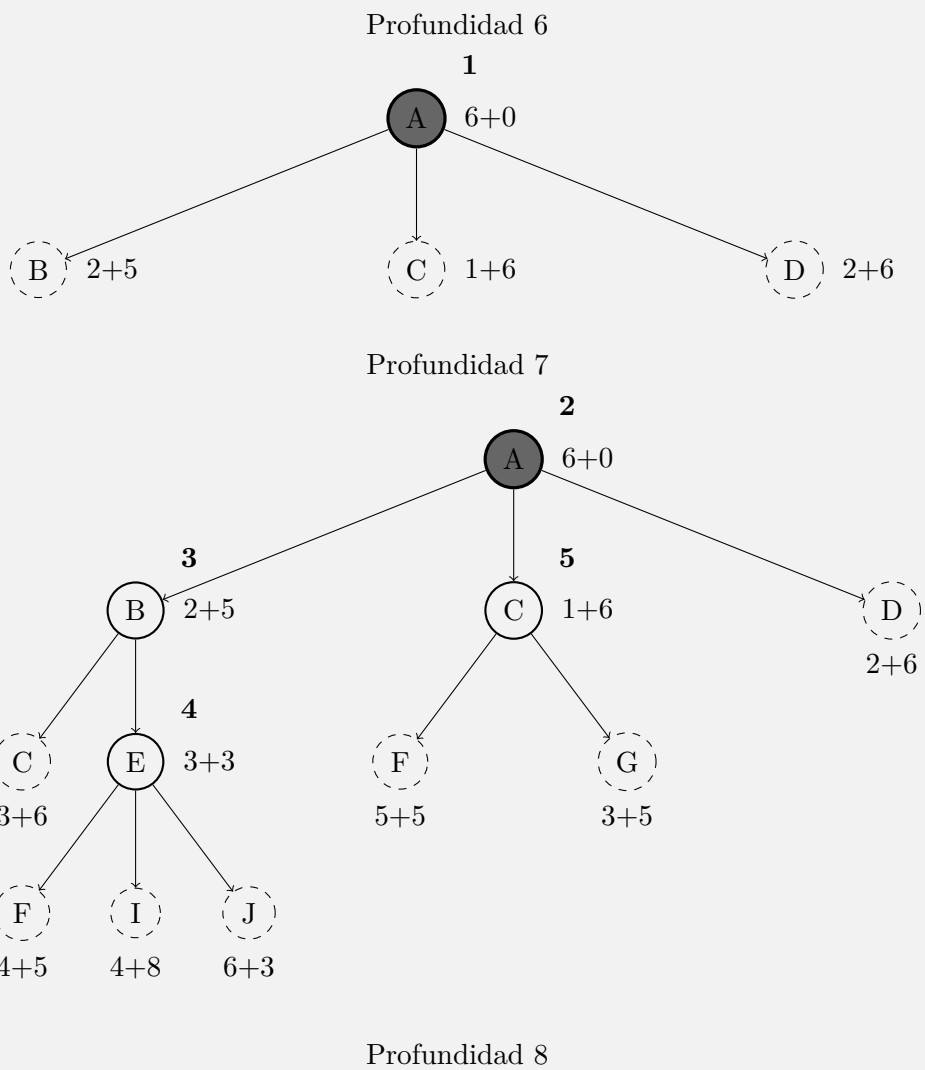 Profundidad 6
1
A 6+0
B 2+5 C 1+6 D 2+6
Profundidad 7
2
A 6+0
3 5
B 2+5 C 1+6 D
2+6
4
C E 3+3 F G
3+6 5+5 3+5
F I J
4+5 4+8 6+3
Profundidad 8